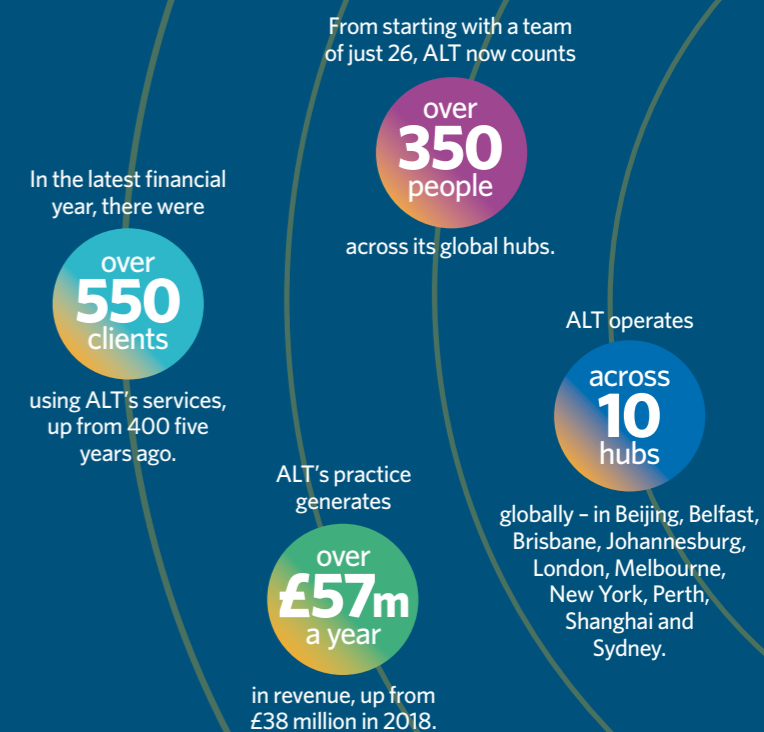 From starting with a team
of just 26, ALT now counts
over
350
people
across its global hubs.
In the latest financial
year, there were
over
550
clients
using ALT’s services,
up from 400 five
years ago.
ALT operates
across
10
hubs
globally – in Beijing, Belfast,
Brisbane, Johannesburg,
London, Melbourne,
New York, Perth,
Shanghai and
Sydney.
ALT’s practice
generates
over
£57m
a year
in revenue, up from
£38 million in 2018.